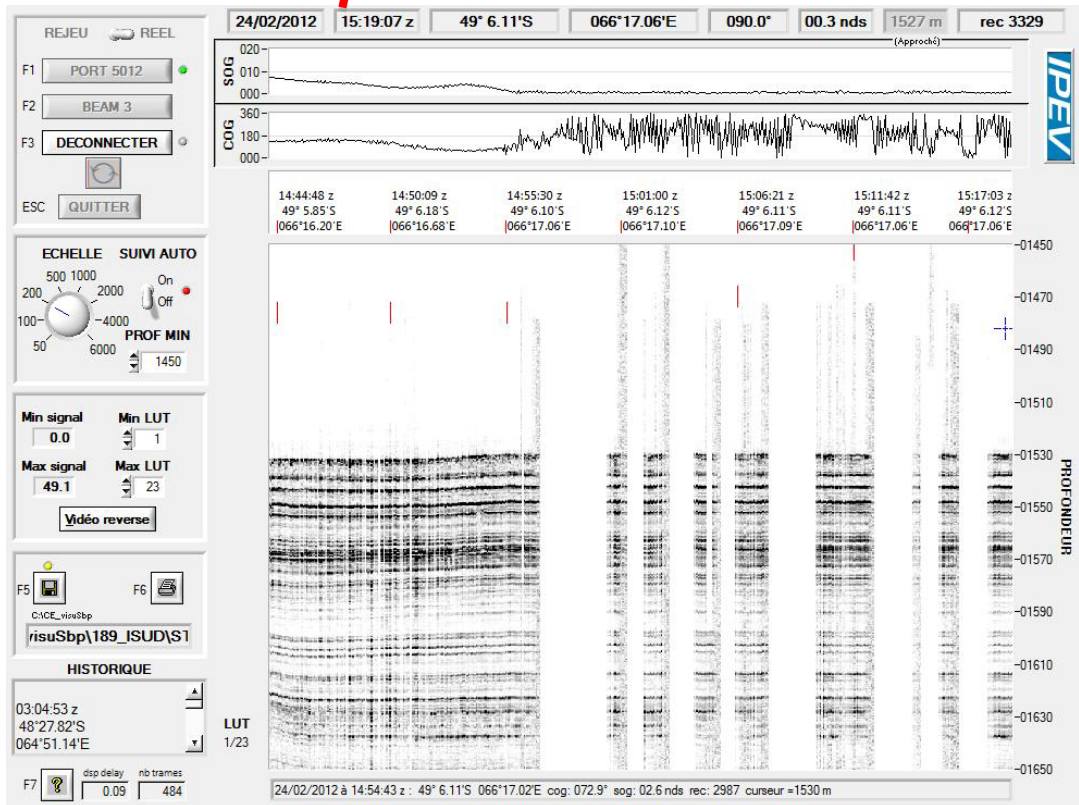 24/02/2012 15:19:07 z 49° 6.11'S 066°17.06'E 090.0° 00.3 nds 1527 m rec 3329
(Approché)
REJEU REEL
F1 PORT 5012
F2 BEAM 3
F3 DECONNECTER
ESC QUITTER
SOG
020
010
000
COG
360
180
000
IIPEV
14:44:48 z 14:50:09 z 14:55:30 z 15:01:00 z 15:06:21 z 15:11:42 z 15:17:03 z
49° 5.85'S 49° 6.18'S 49° 6.10'S 49° 6.12'S 49° 6.11'S 49° 6.11'S 49° 6.12'S
066°16.20'E 066°16.68'E 066°17.06'E 066°17.10'E 066°17.09'E 066°17.06'E 066°17.06'E
ECHELLE SUIVI AUTO
500 1000
200 2000
100 4000
50 6000
On
Off
PROF MIN
1450
Min signal Min LUT
0.0 1
Max signal Max LUT
49.1 23
Vidéo reverse
F5 F6
C:\CE_visuSbp
risuSbp\189_ISUD\ST
HISTORIQUE
03:04:53 z
48°27.82'S
064°51.14'E
LUT
1/23
F7 ? dsp delay nb trames
0.09 484
01450
01470
01490
01510
01530
01550
01570
01590
01610
01630
01650
PROFONDEUR
24/02/2012 à 14:54:43 z : 49° 6.11'S 066°17.02'E cog: 072.9° sog: 02.6 nds rec: 2987 curseur =1530 m